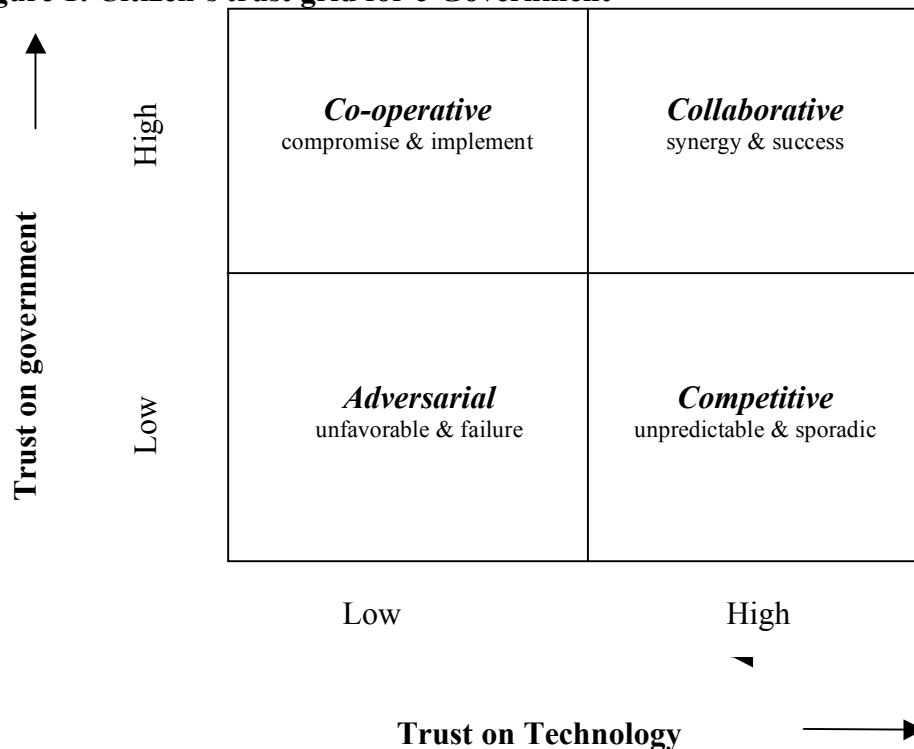 Trust on government
High
Co-operative
compromise & implement
Collaborative
synergy & success
Low
Adversarial
unfavorable & failure
Competitive
unpredictable & sporadic
Low
High
Trust on Technology